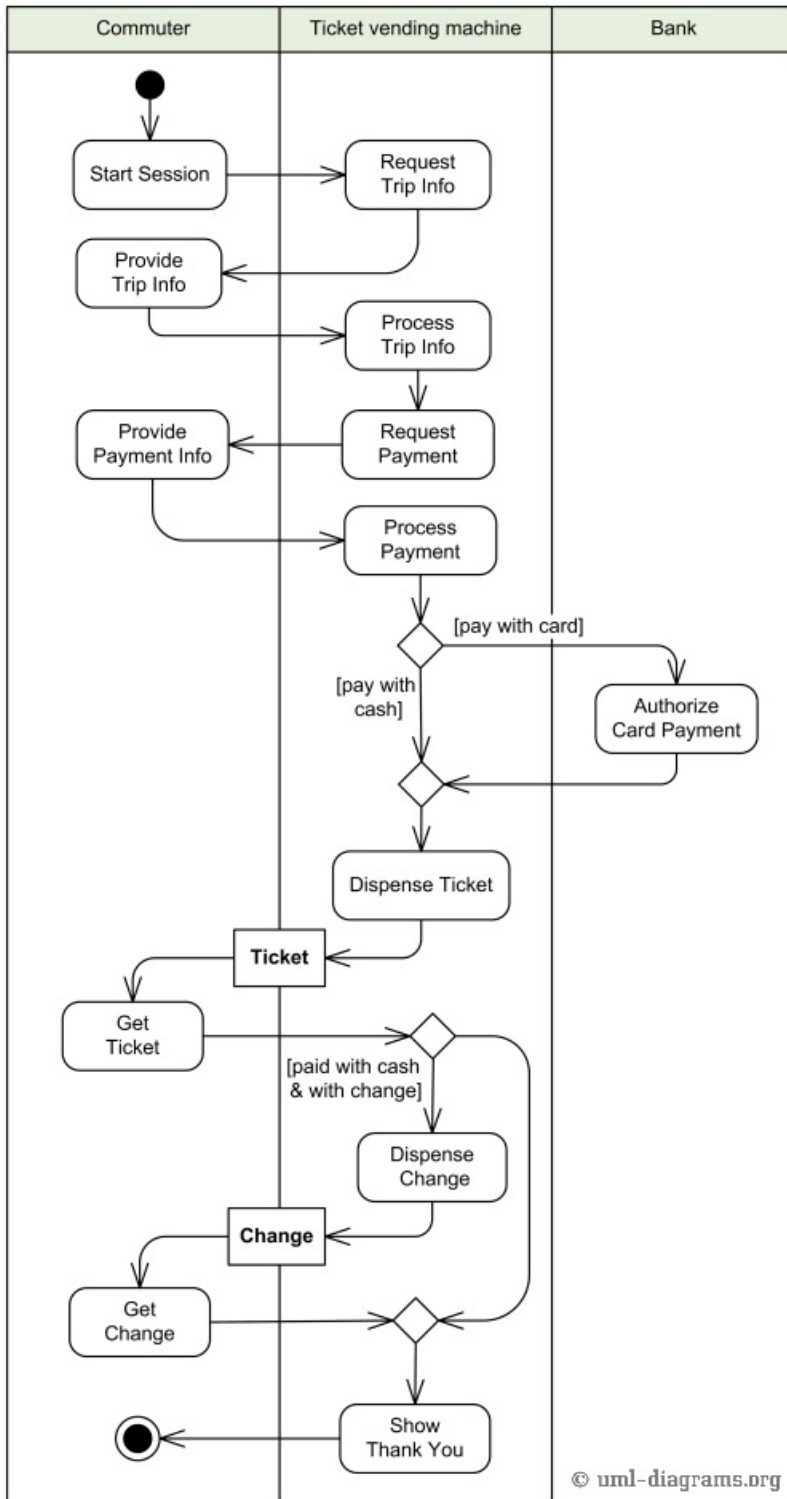 Commuter
Ticket vending machine
Bank
Start Session
Request
Trip Info
Provide
Trip Info
Process
Trip Info
Provide
Payment Info
Request
Payment
Process
Payment
[pay with card]
[pay with
cash]
Authorize
Card Payment
Dispense Ticket
Ticket
Get
Ticket
[paid with cash
& with change]
Dispense
Change
Change
Get
Change
Show
Thank You
© uml-diagrams.org